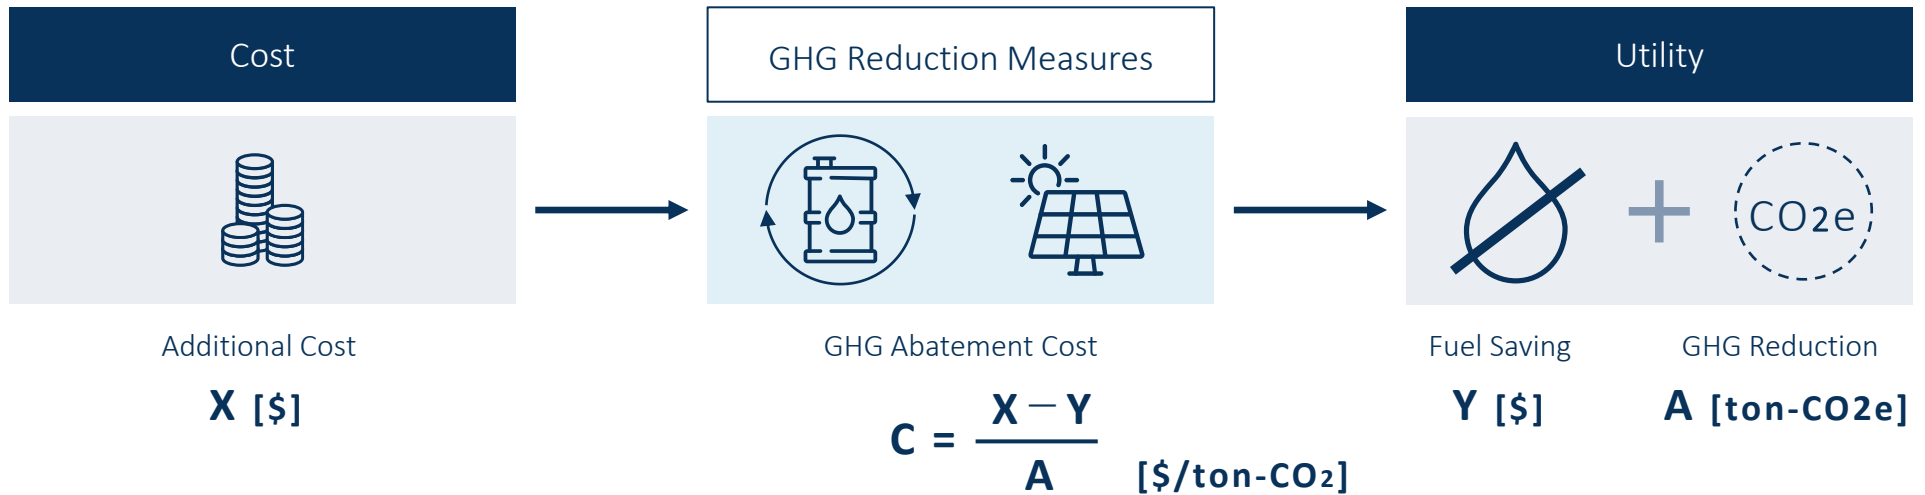 Cost
GHG Reduction Measures
Utility
CO2e
Additional Cost
X [$]
GHG Abatement Cost
C = X — Y
A
[$/ton-CO₂]
Fuel Saving
Y [$]
GHG Reduction
A [ton-CO2e]